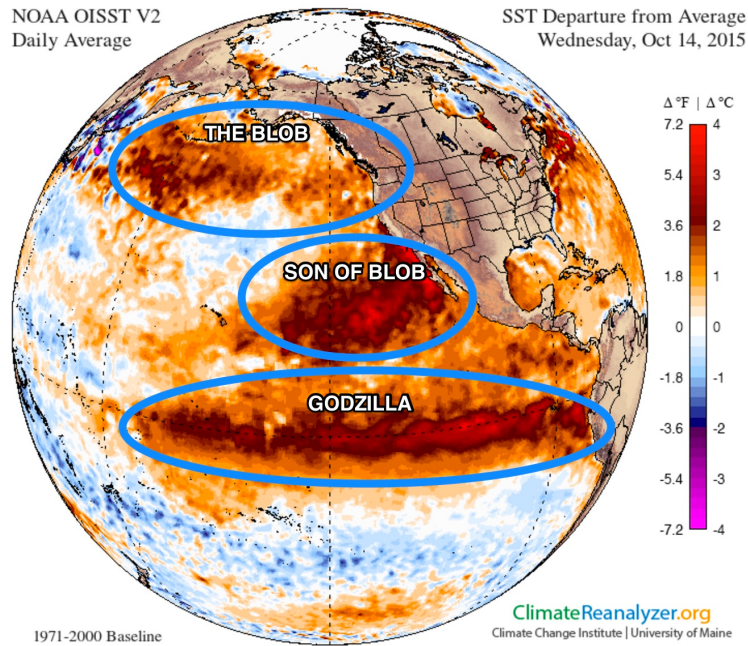 NOAA OISST V2
Daily Average
SST Departure from Average
Wednesday, Oct 14, 2015
Δ °F | Δ °C
7.2 4
5.4 3
3.6 2
1.8 1
0 0
-1.8 -1
-3.6 -2
-5.4 -3
-7.2 -4
THE BLOB
SON OF BLOB
GODZILLA
ClimateReanalyzer.org
Climate Change Institute | University of Maine
1971-2000 Baseline